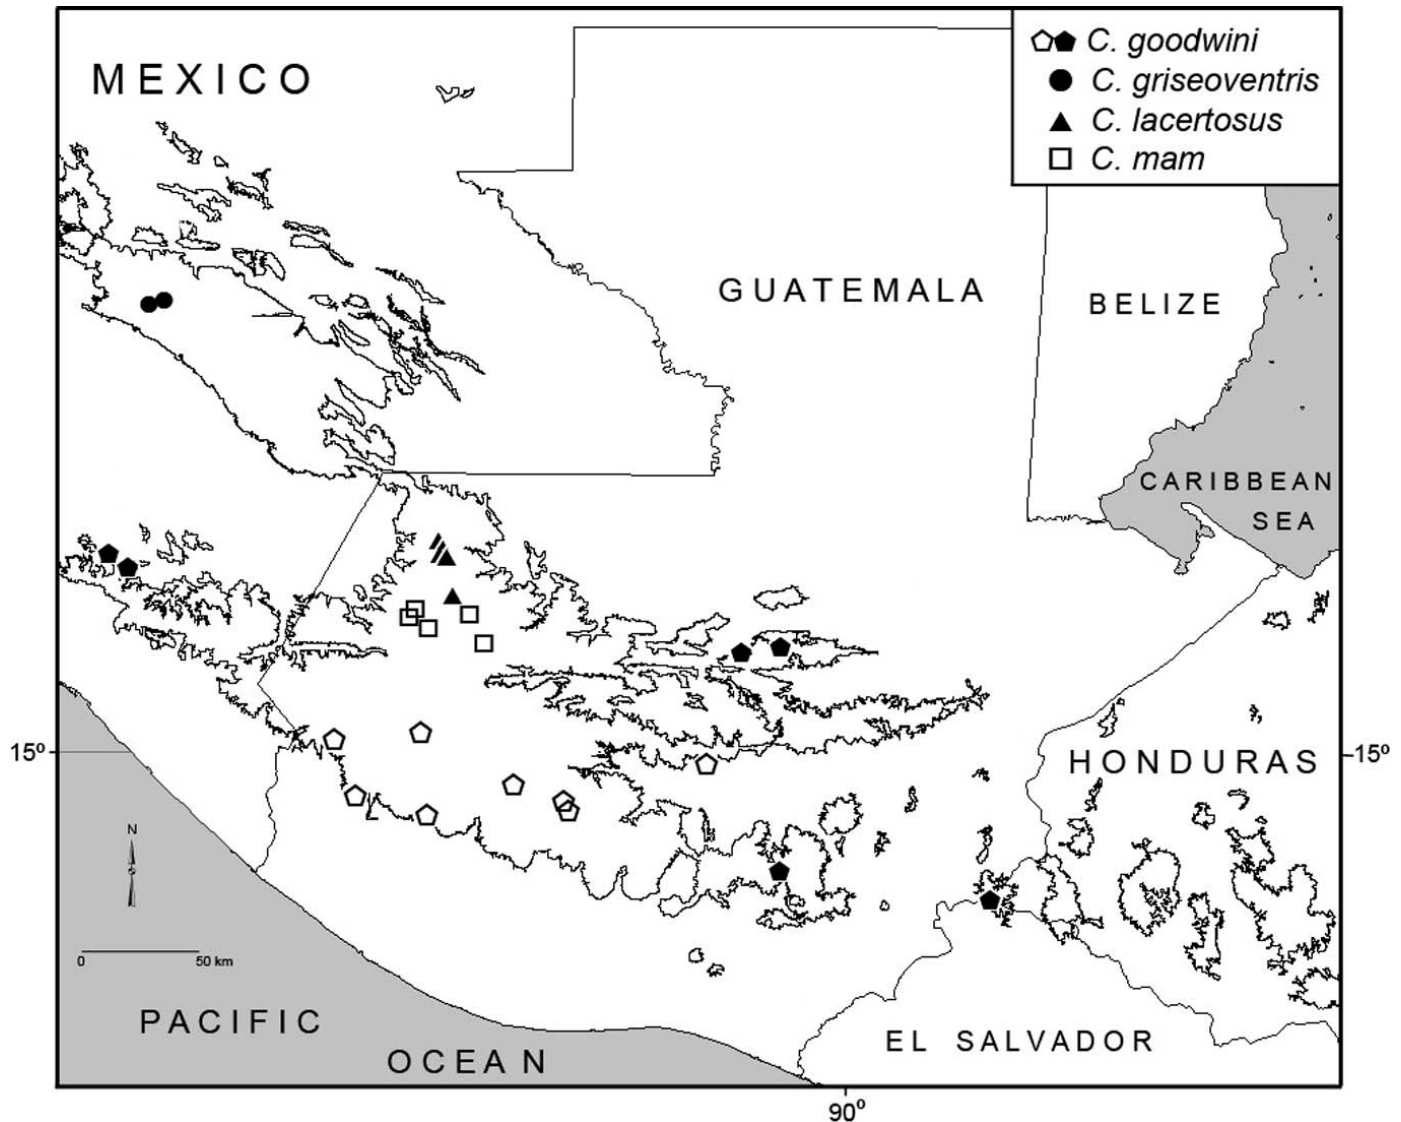 MEXICO
C. goodwini
C. griseoventris
C. lacertosus
C. mam
GUATEMALA
BELIZE
CARIBBEAN
SEA
15º
15º
HONDURAS
N
0 50 km
PACIFIC
OCEAN
EL SALVADOR
90º